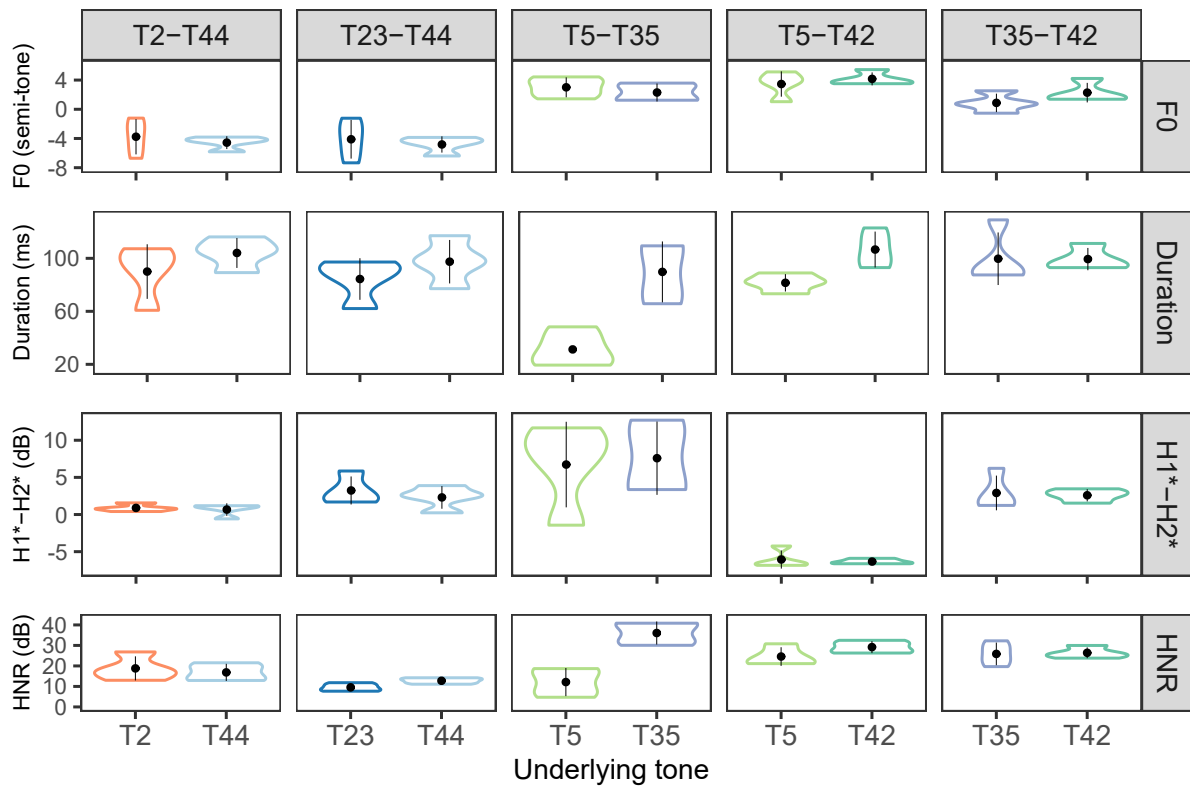 T2−T44 T23−T44 T5−T35 T5−T42 T35−T42
F0 (semi-tone)
4
0
-4
-8
F0
Duration (ms)
100
60
20
Duration
H1*−H2* (dB)
10
5
0
-5
H1*−H2*
HNR (dB)
40
30
20
10
0
HNR
T2 T44 T23 T44 T5 T35 T5 T42 T35 T42
Underlying tone